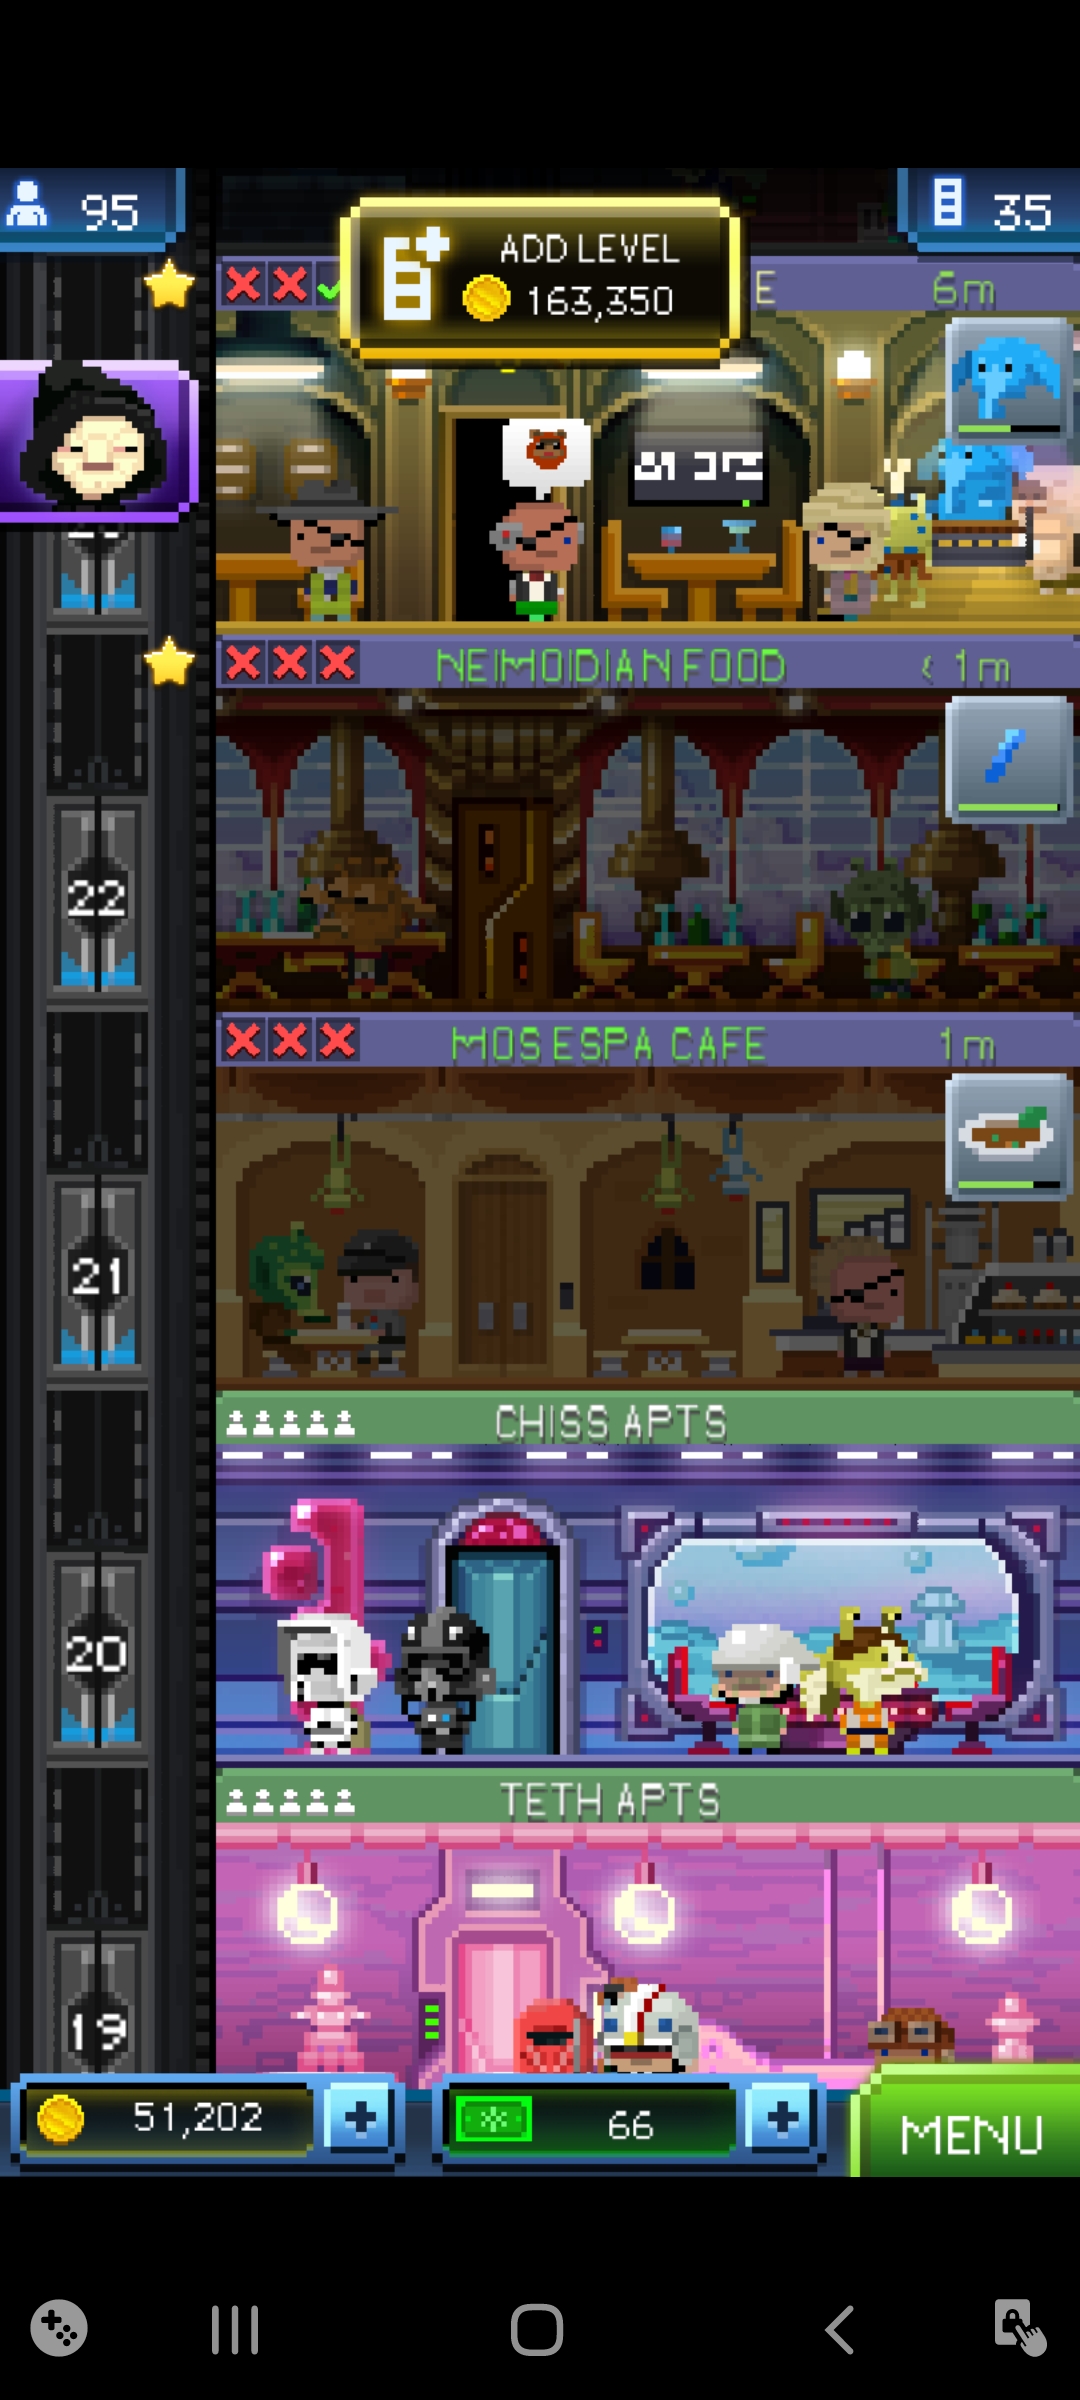 95
35
ADD LEVEL
163,350
E
6m
NEIMOIDIAN FOOD
< 1m
22
MOS ESPA CAFE
1m
21
CHISS APTS
20
TETH APTS
19
51,202
66
MENU